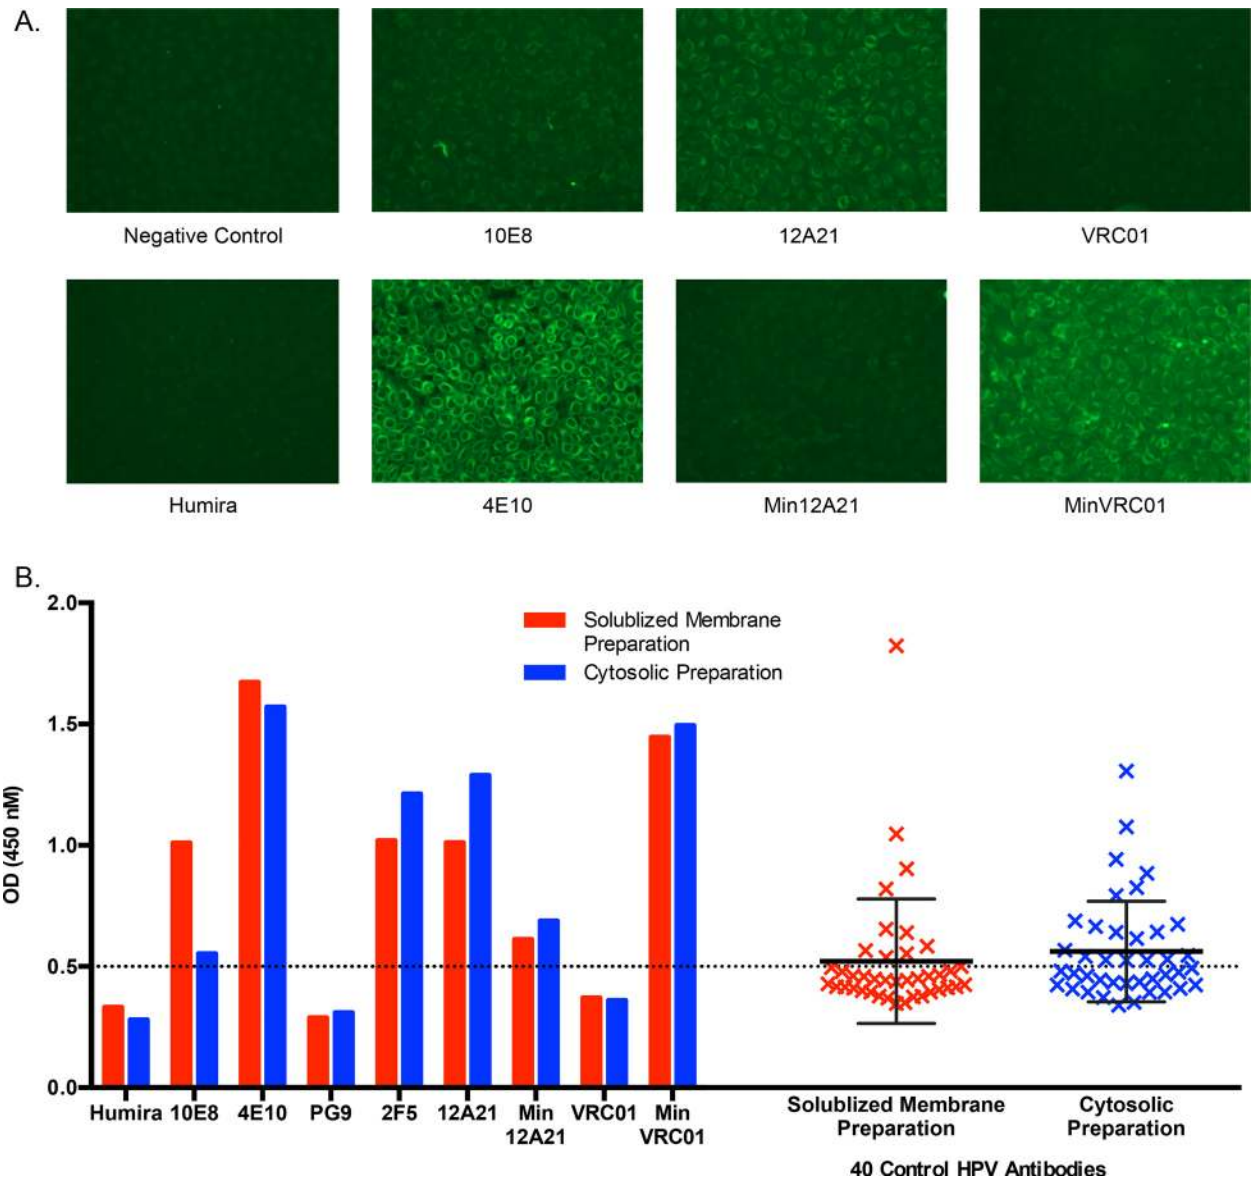 A.
Negative Control
10E8
12A21
VRC01
Humira
4E10
Min12A21
MinVRC01
B.
2.0
1.5
1.0
0.5
0.0
OD (450 nM)
Solublized Membrane
Preparation
Cytosolic Preparation
Humira 10E8 4E10 PG9 2F5 12A21 Min VRC01 Min
12A21 VRC01
Solublized Membrane Cytosolic
Preparation Preparation
40 Control HPV Antibodies